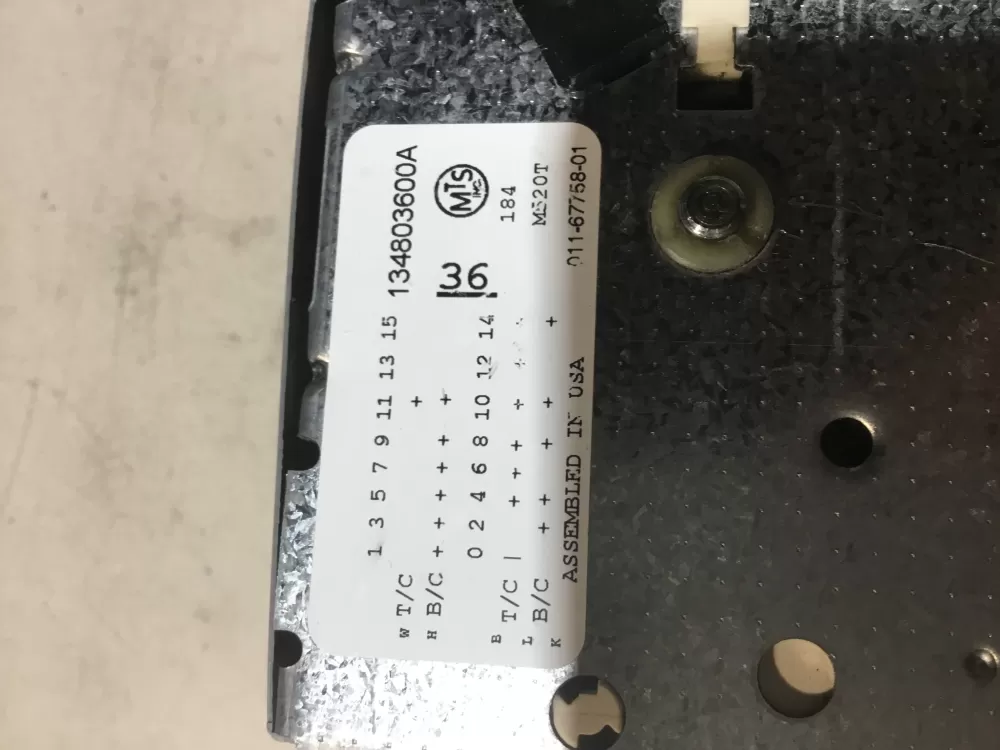 1 3 5 7 9 11 13 15 134803600A
W T/C +
H B/C + + + + + +
36 MTS INC.
0 2 4 6 8 10 12 14
B T/C | + + + + 184
L B/C + + + + + M520T
K
ASSEMBLED IN USA 011-67758-01